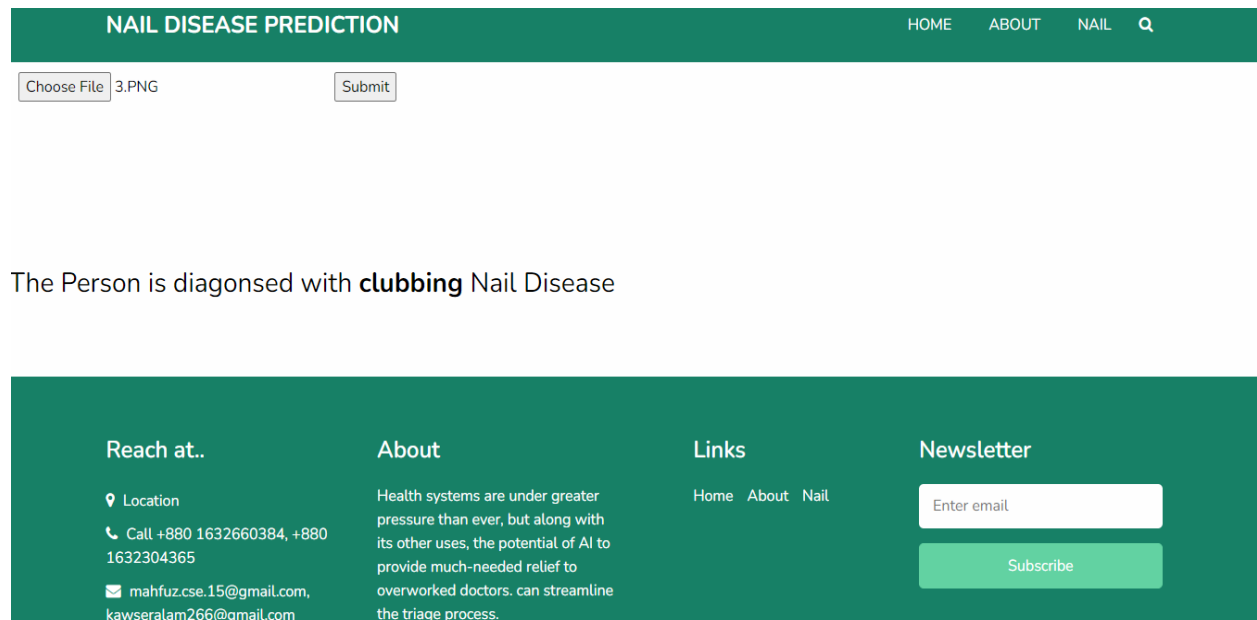 NAIL DISEASE PREDICTION
HOME ABOUT NAIL
Choose File 3.PNG Submit
The Person is diagonsed with clubbing Nail Disease
Reach at..
Location
Call +880 1632660384, +880
1632304365
mahfuz.cse.15@gmail.com,
kawseralam266@gmail.com
About
Health systems are under greater
pressure than ever, but along with
its other uses, the potential of AI to
provide much-needed relief to
overworked doctors. can streamline
the triage process.
Links
Home About Nail
Newsletter
Enter email
Subscribe